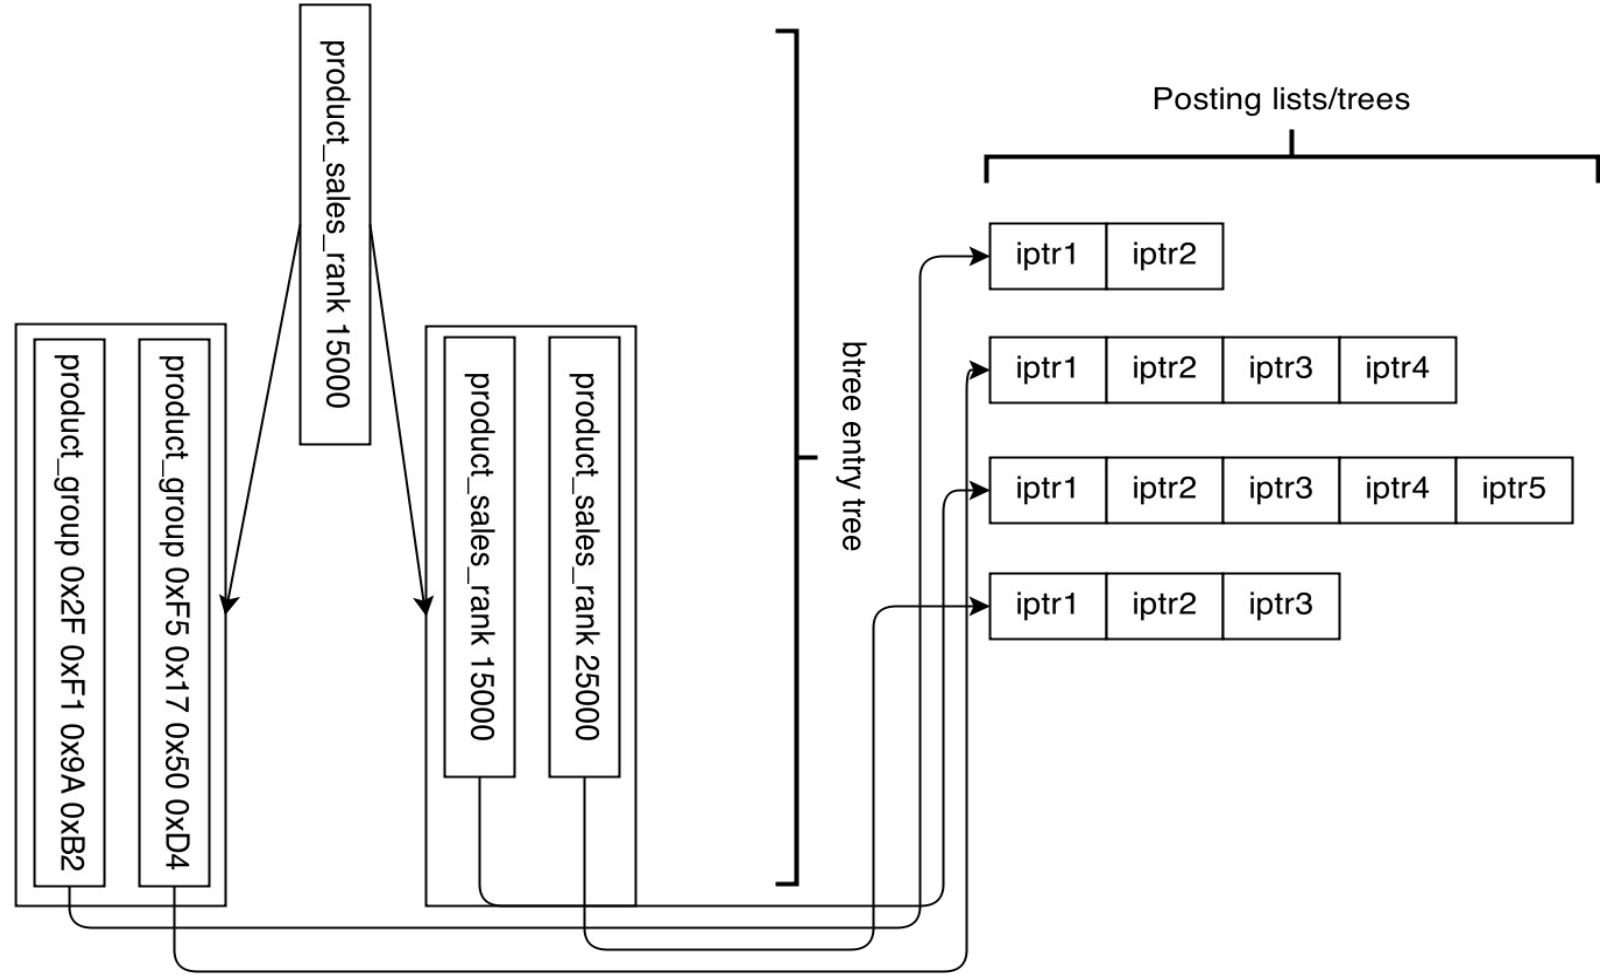 product_sales_rank 15000
product_group 0x2F 0xF1 0x9A 0xB2
product_group 0xF5 0x17 0x50 0xD4
product_sales_rank 15000
product_sales_rank 25000
btree entry tree
Posting lists/trees
iptr1 iptr2
iptr1 iptr2 iptr3 iptr4
iptr1 iptr2 iptr3 iptr4 iptr5
iptr1 iptr2 iptr3